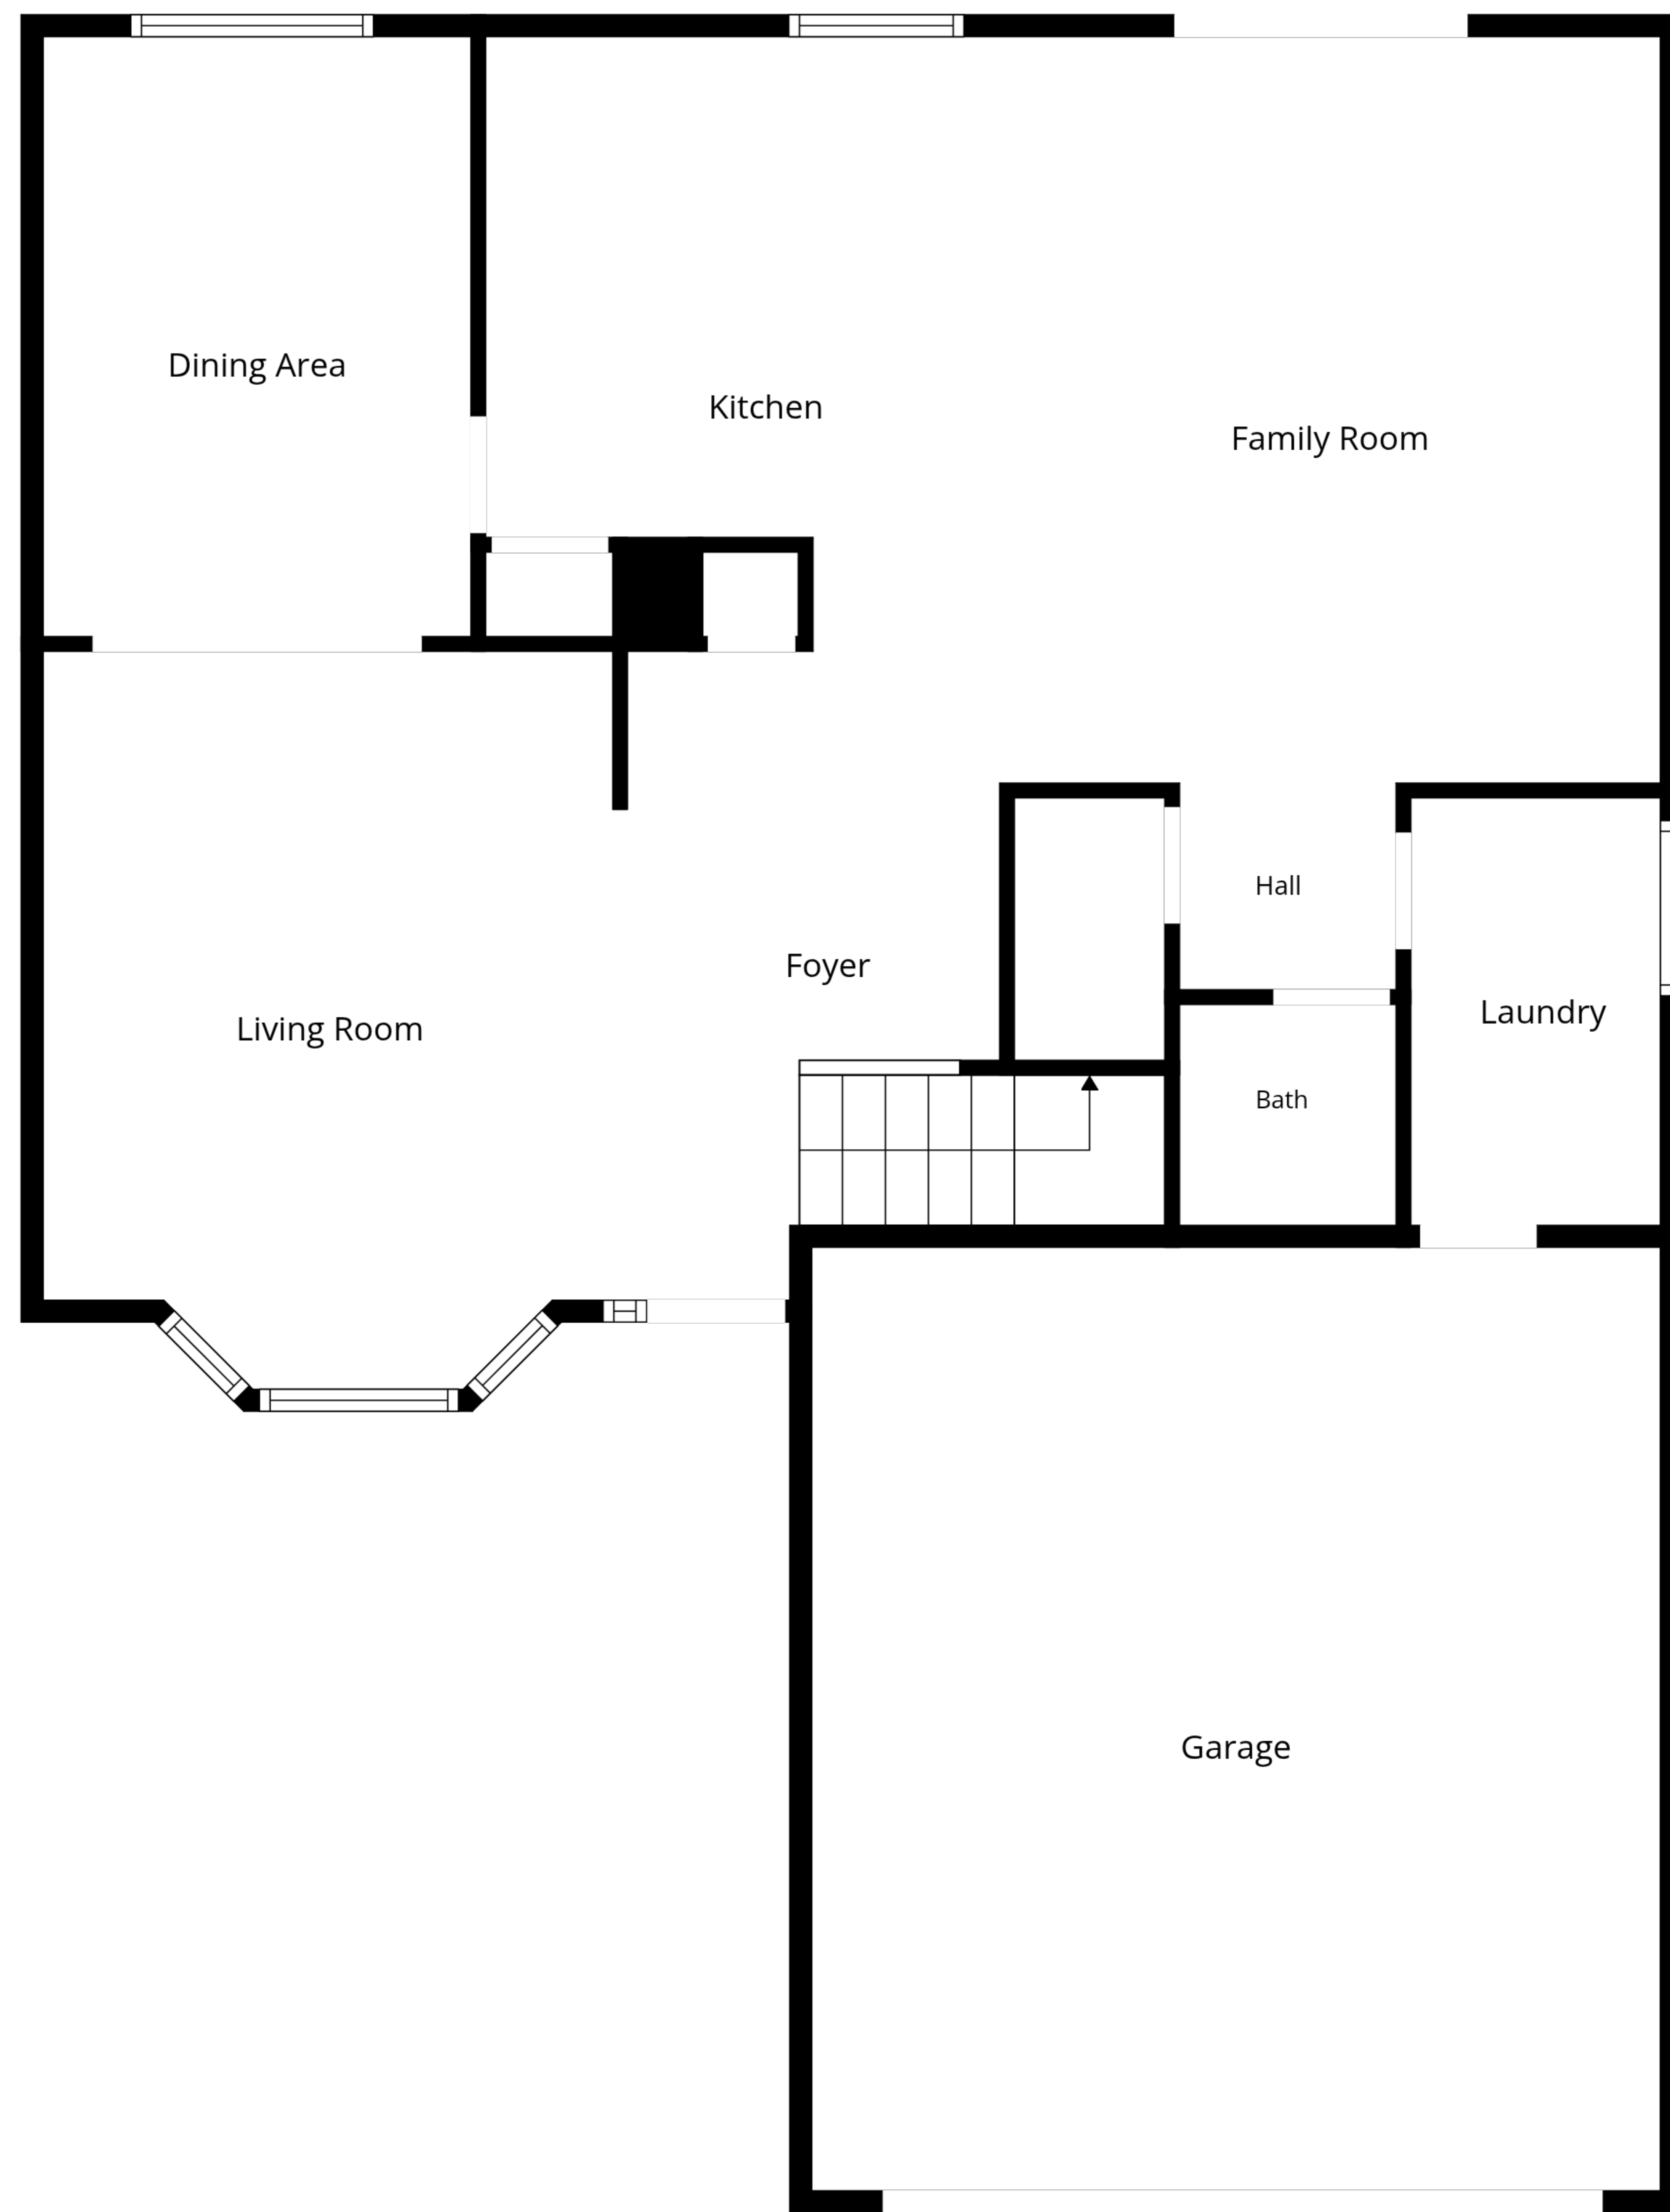 Dining Area
Kitchen
Family Room
Hall
Foyer
Laundry
Living Room
Bath
Garage